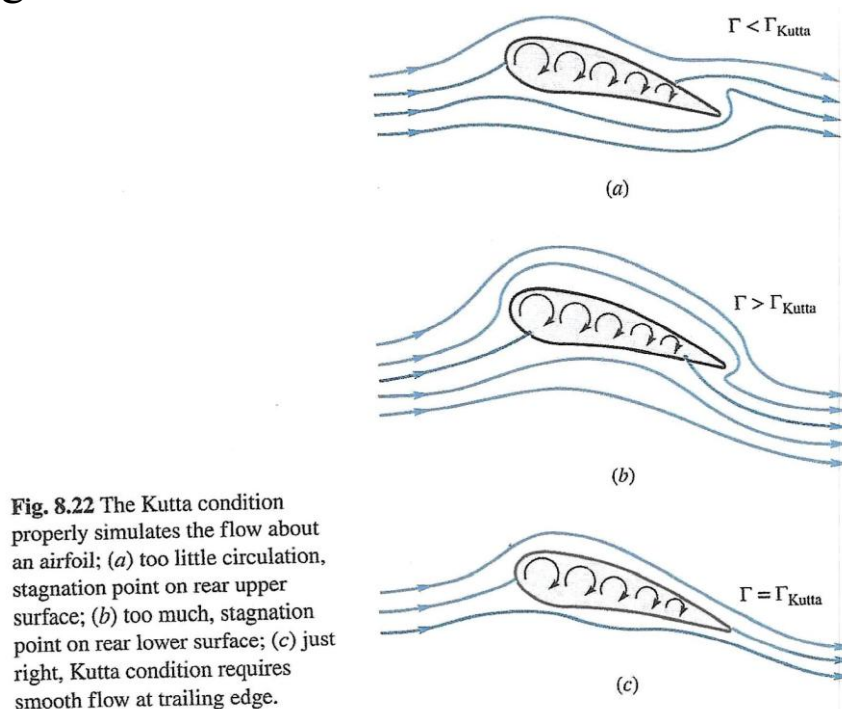 Γ < Γ_Kutta
(a)
Γ > Γ_Kutta
(b)
Fig. 8.22 The Kutta condition
properly simulates the flow about
an airfoil; (a) too little circulation,
stagnation point on rear upper
surface; (b) too much, stagnation
point on rear lower surface; (c) just
right, Kutta condition requires
smooth flow at trailing edge.
Γ = Γ_Kutta
(c)